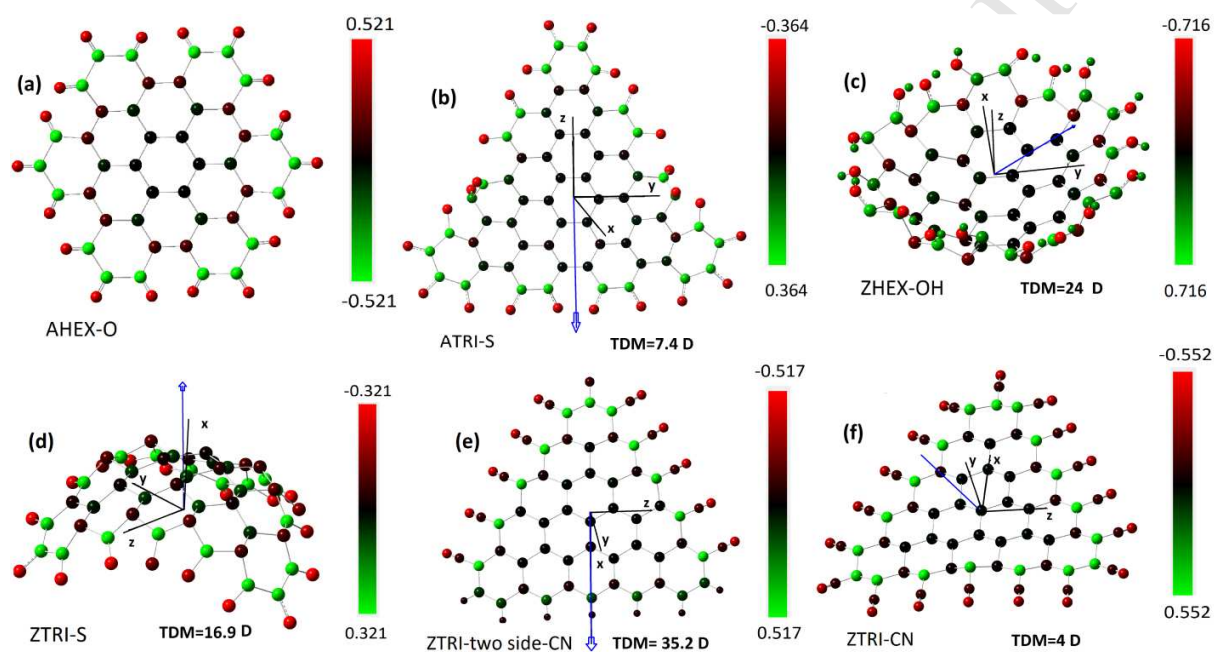 0.521
(a)
-0.521
AHEX-O
-0.364
(b)
z
y
x
0.364
ATRI-S
TDM=7.4 D
-0.716
(c)
x
z
y
0.716
ZHEX-OH
TDM=24 D
-0.321
(d)
x
y
z
0.321
ZTRI-S
TDM=16.9 D
-0.517
(e)
z
y
x
0.517
ZTRI-two side-CN
TDM= 35.2 D
-0.552
(f)
y
x
z
0.552
ZTRI-CN
TDM=4 D